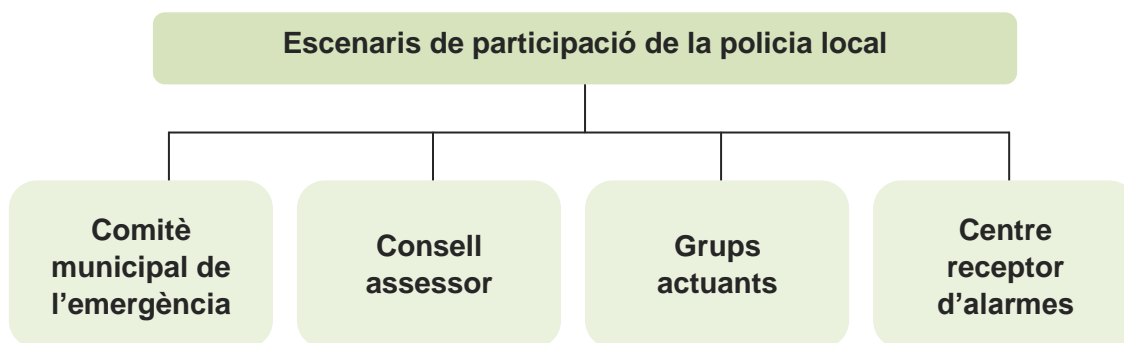 Escenaris de participació de la policia local
Comitè
municipal de
l’emergència
Consell
assessor
Grups
actuants
Centre
receptor
d’alarmes